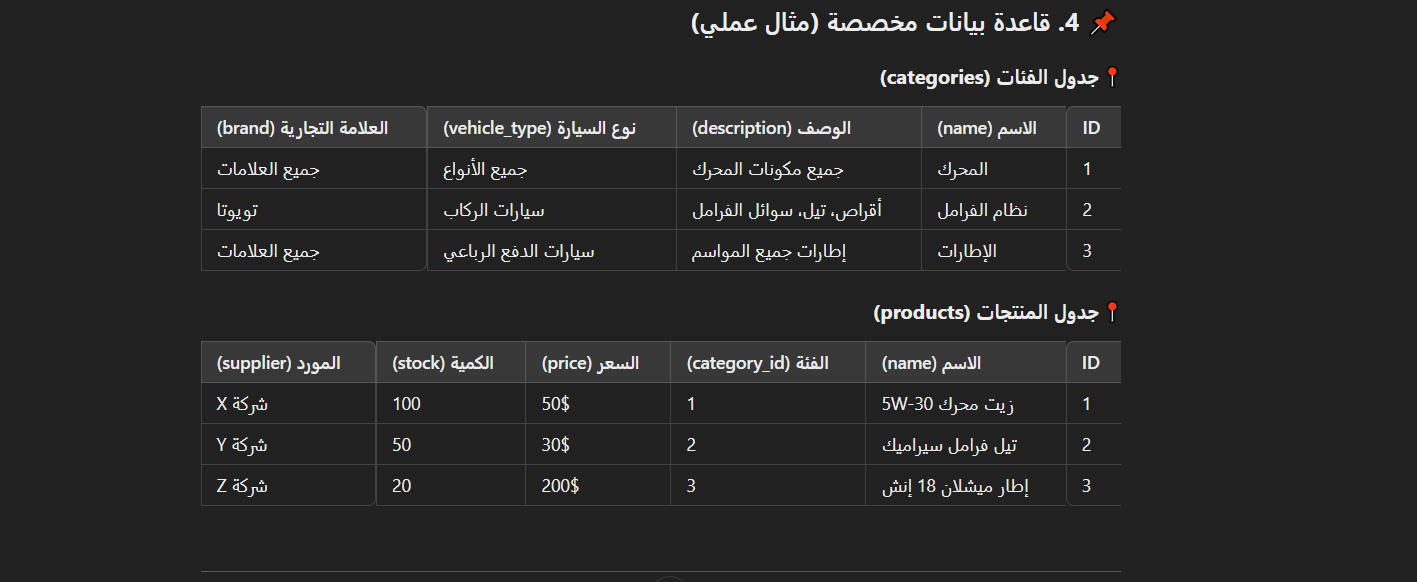 📌 4. قاعدة بيانات مخصصة (مثال عملي)
📍 جدول الفئات (categories)
ID الاسم (name) الوصف (description) نوع السيارة (vehicle_type) العلامة التجارية (brand)
1 المحرك جميع مكونات المحرك جميع الأنواع جميع العلامات
2 نظام الفرامل أقراص، تيل، سوائل الفرامل سيارات الركاب تويوتا
3 الإطارات إطارات جميع المواسم سيارات الدفع الرباعي جميع العلامات
📍 جدول المنتجات (products)
ID الاسم (name) الفئة (category_id) السعر (price) الكمية (stock) المورد (supplier)
1 زيت محرك 5W-30 1 50$ 100 شركة X
2 تيل فرامل سيراميك 2 30$ 50 شركة Y
3 إطار ميشلان 18 إنش 3 200$ 20 شركة Z